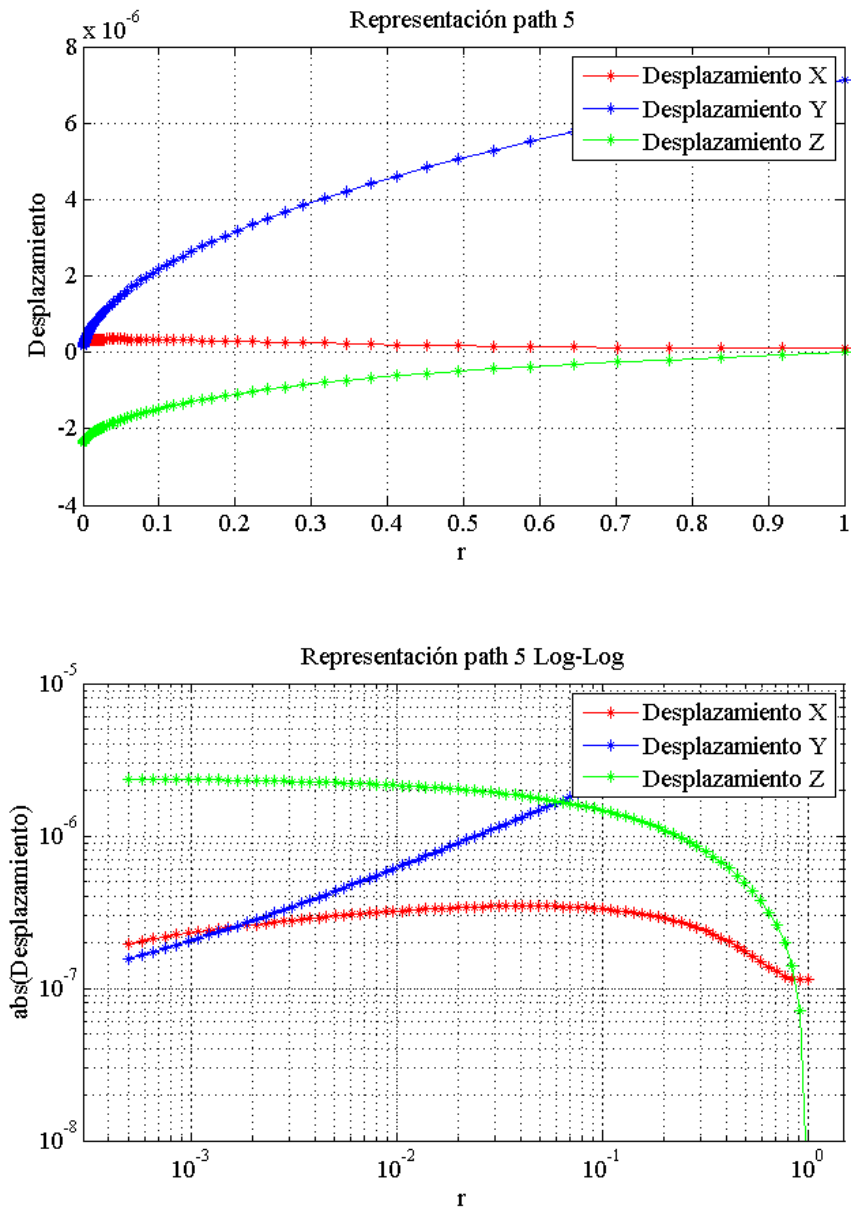 Representación path 5
x 10^-6
8
6
4
2
0
-2
-4
Desplazamiento
Desplazamiento X
Desplazamiento Y
Desplazamiento Z
0 0.1 0.2 0.3 0.4 0.5 0.6 0.7 0.8 0.9 1
r
Representación path 5 Log-Log
10^-5
10^-6
10^-7
10^-8
abs(Desplazamiento)
Desplazamiento X
Desplazamiento Y
Desplazamiento Z
10^-3 10^-2 10^-1 10^0
r